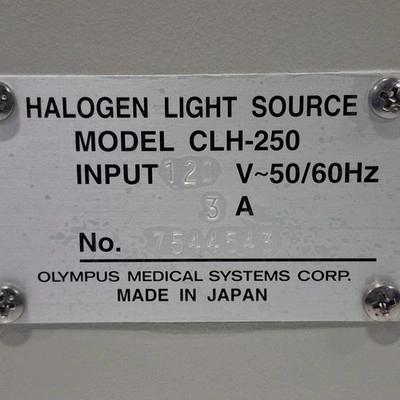 HALOGEN LIGHT SOURCE
MODEL CLH-250
INPUT 120 V~50/60Hz
3 A
No. 7544543
OLYMPUS MEDICAL SYSTEMS CORP.
MADE IN JAPAN